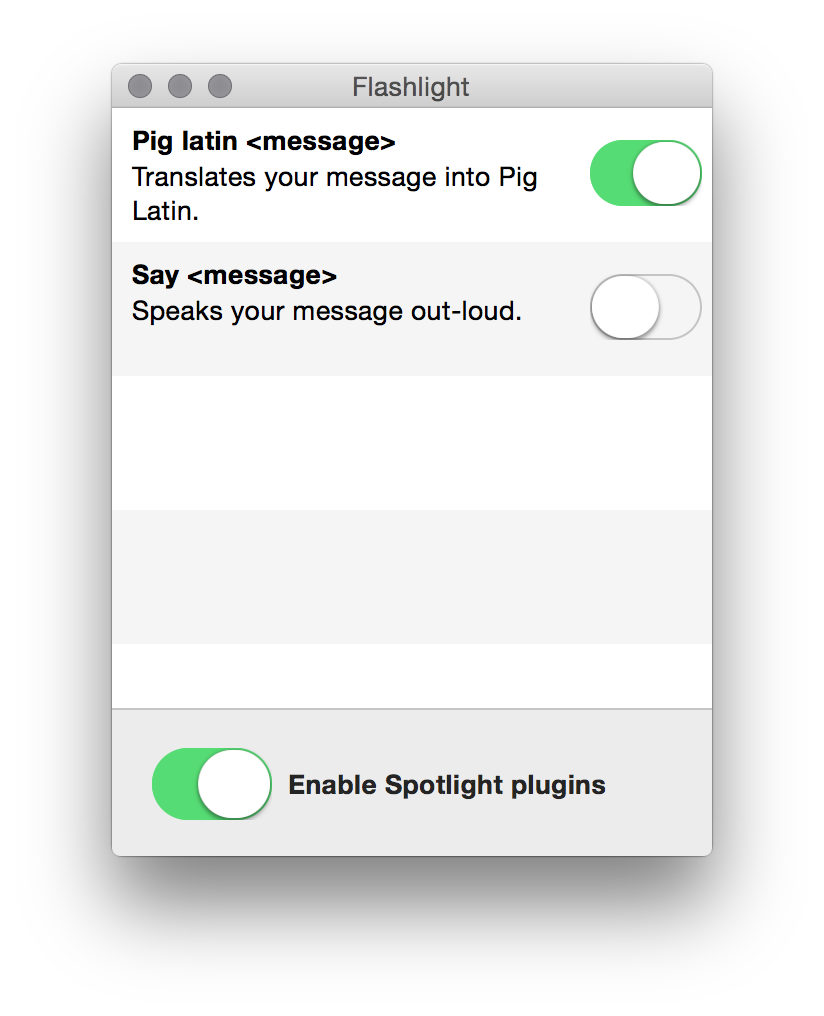 Flashlight
Pig latin <message>
Translates your message into Pig
Latin.
Say <message>
Speaks your message out-loud.
Enable Spotlight plugins